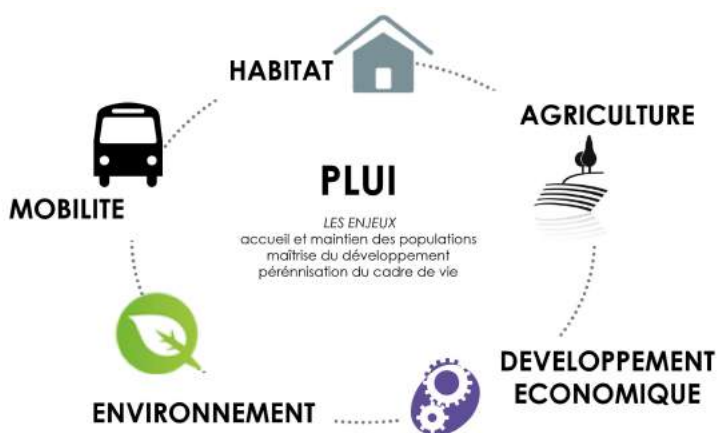 HABITAT
AGRICULTURE
MOBILITE
PLUI
LES ENJEUX
accueil et maintien des populations
maîtrise du développement
pérénnisation du cadre de vie
DEVELOPPEMENT
ECONOMIQUE
ENVIRONNEMENT